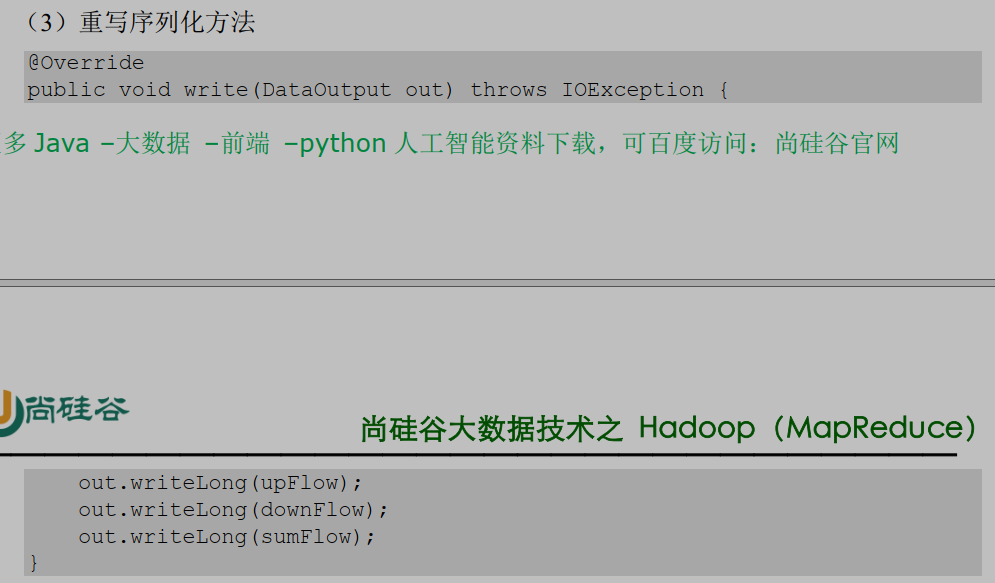 （3）重写序列化方法
@Override
public void write(DataOutput out) throws IOException {
多 Java –大数据 –前端 –python 人工智能资料下载，可百度访问：尚硅谷官网
尚硅谷
尚硅谷大数据技术之 Hadoop（MapReduce）
out.writeLong(upFlow);
out.writeLong(downFlow);
out.writeLong(sumFlow);
}